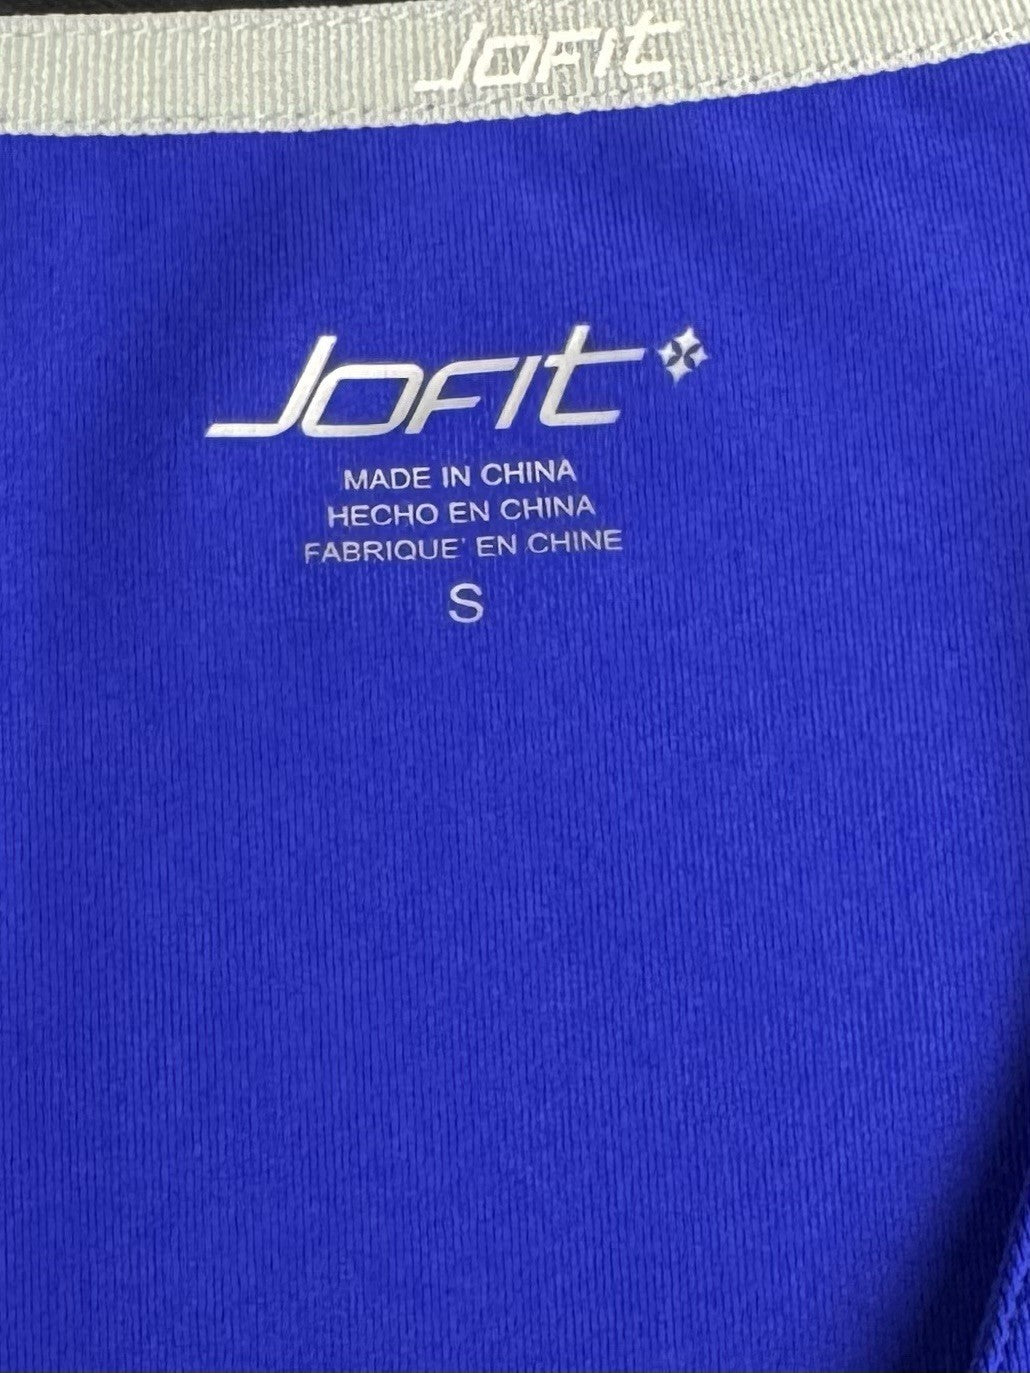 JOFIT
JOFIT
MADE IN CHINA
HECHO EN CHINA
FABRIQUE' EN CHINE
S